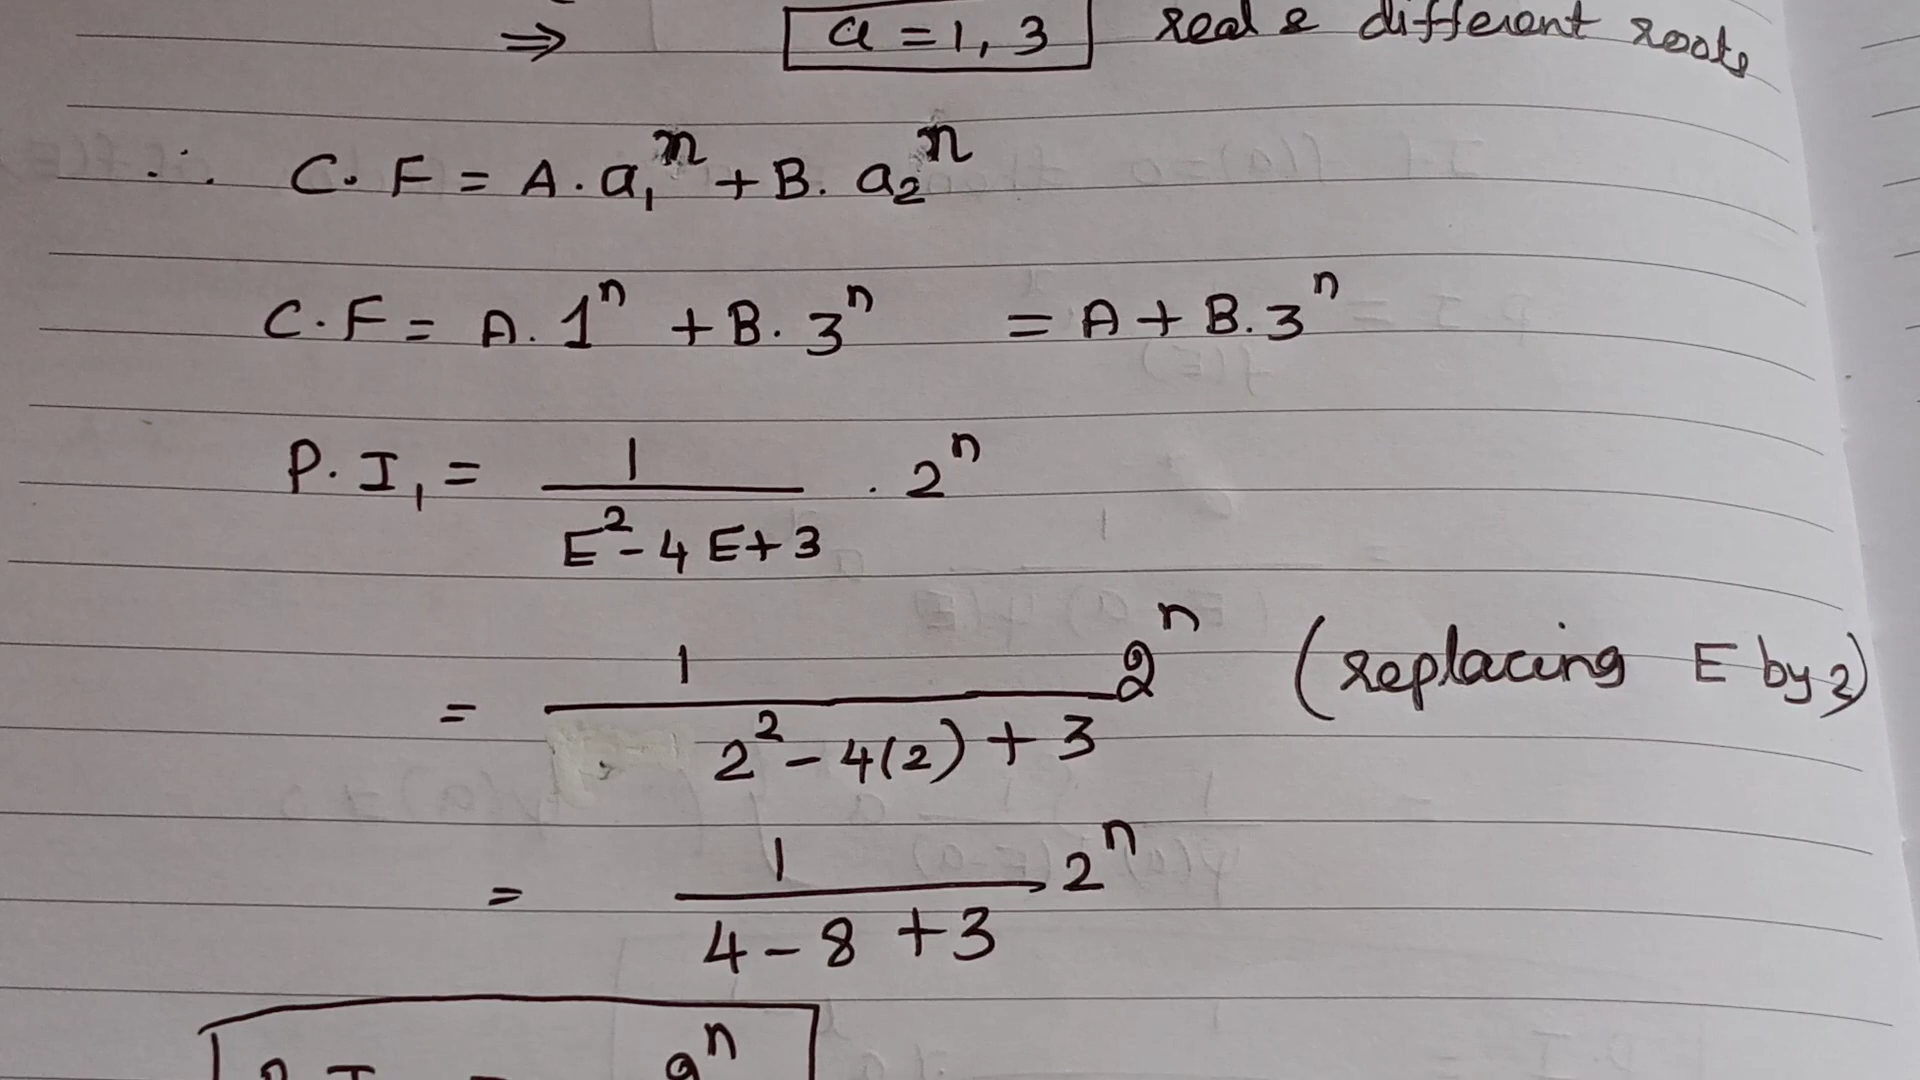 ⇒ a = 1, 3 real & different roots
∴ C.F = A.a₁ⁿ + B. a₂ⁿ
C.F = A. 1ⁿ + B. 3ⁿ = A + B. 3ⁿ
P.I₁ = 1 / (E² - 4E + 3) . 2ⁿ
= 1 / (2² - 4(2) + 3) 2ⁿ (replacing E by 2)
= 1 / (4 - 8 + 3) 2ⁿ